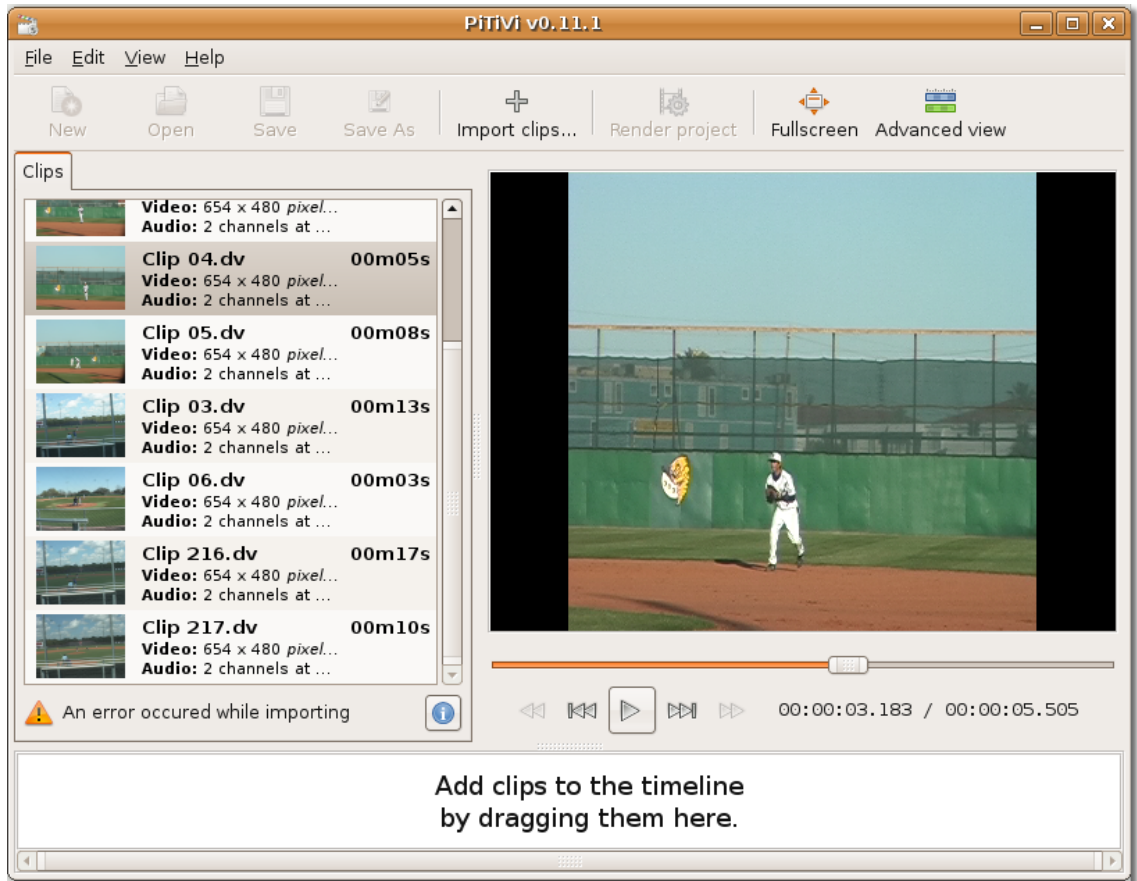 PiTiVi v0.11.1
File Edit View Help
New Open Save Save As Import clips... Render project Fullscreen Advanced view
Clips
Video: 654 x 480 pixel...
Audio: 2 channels at ...
Clip 04.dv 00m05s
Video: 654 x 480 pixel...
Audio: 2 channels at ...
Clip 05.dv 00m08s
Video: 654 x 480 pixel...
Audio: 2 channels at ...
Clip 03.dv 00m13s
Video: 654 x 480 pixel...
Audio: 2 channels at ...
Clip 06.dv 00m03s
Video: 654 x 480 pixel...
Audio: 2 channels at ...
Clip 216.dv 00m17s
Video: 654 x 480 pixel...
Audio: 2 channels at ...
Clip 217.dv 00m10s
Video: 654 x 480 pixel...
Audio: 2 channels at ...
An error occured while importing
00:00:03.183 / 00:00:05.505
Add clips to the timeline
by dragging them here.